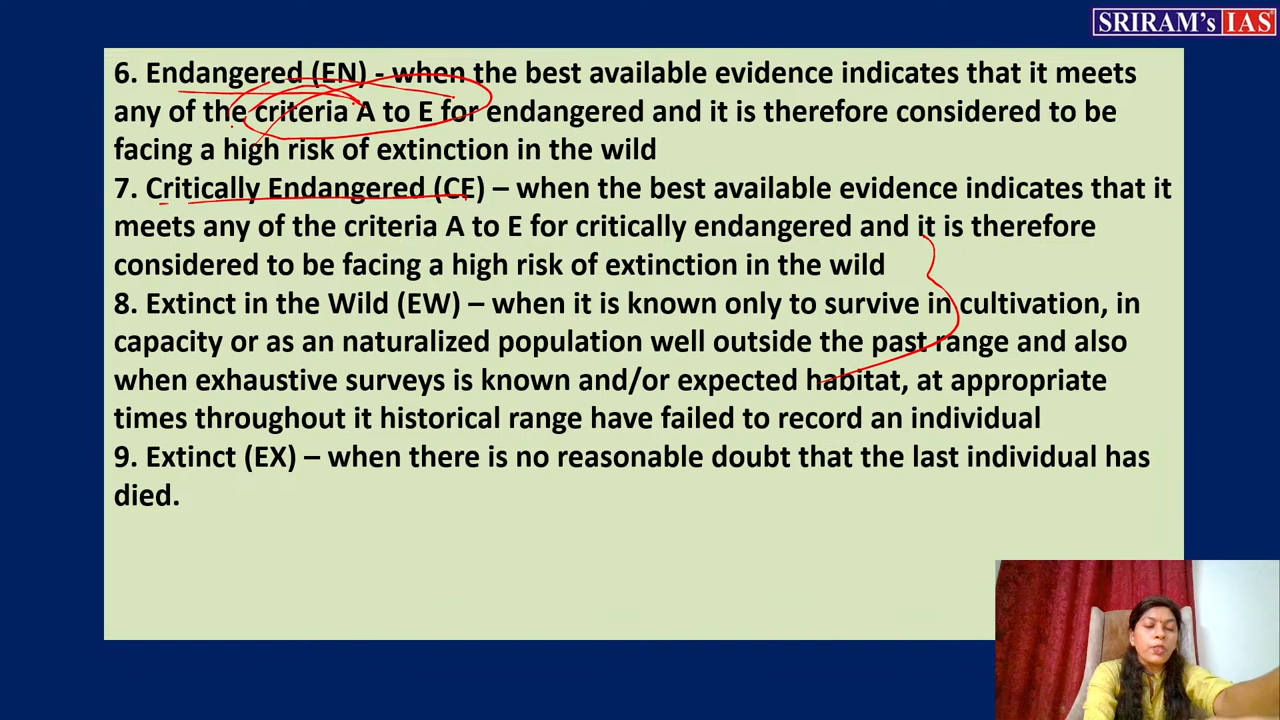 SRIRAM's IAS
6. Endangered (EN) - when the best available evidence indicates that it meets
any of the criteria A to E for endangered and it is therefore considered to be
facing a high risk of extinction in the wild
7. Critically Endangered (CE) – when the best available evidence indicates that it
meets any of the criteria A to E for critically endangered and it is therefore
considered to be facing a high risk of extinction in the wild
8. Extinct in the Wild (EW) – when it is known only to survive in cultivation, in
capacity or as an naturalized population well outside the past range and also
when exhaustive surveys is known and/or expected habitat, at appropriate
times throughout it historical range have failed to record an individual
9. Extinct (EX) – when there is no reasonable doubt that the last individual has
died.